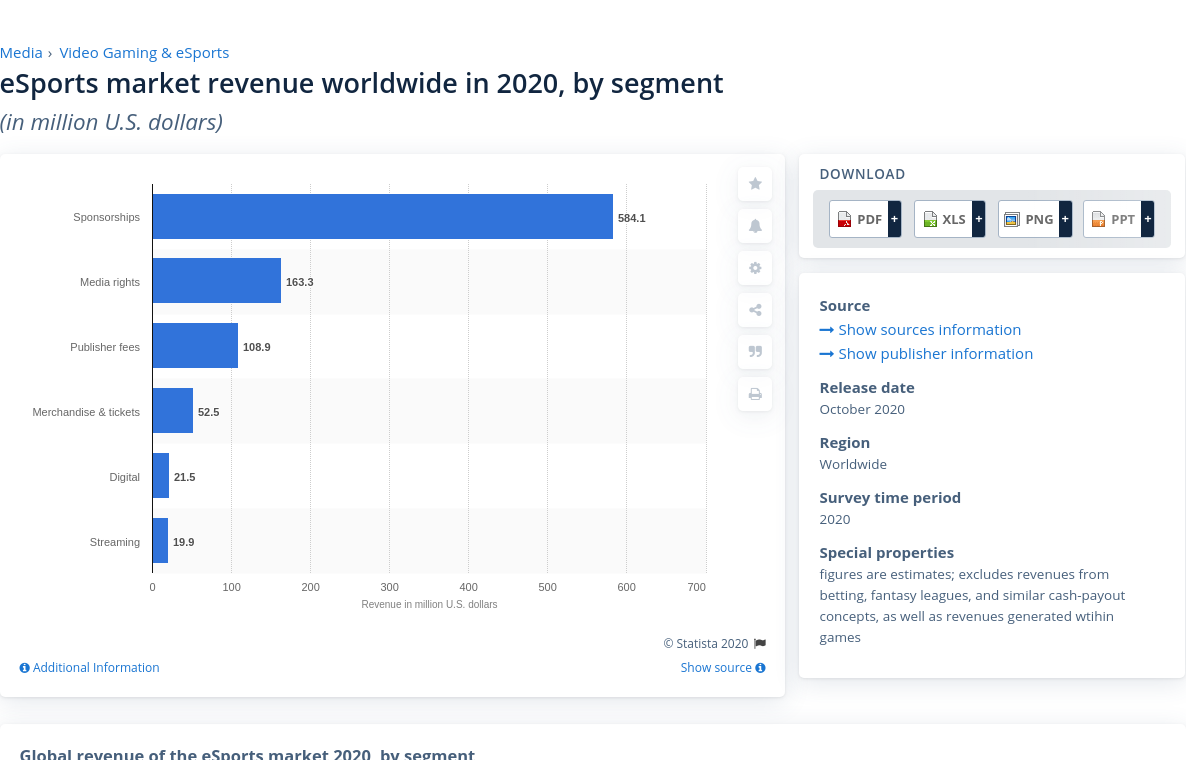 Media › Video Gaming & eSports
eSports market revenue worldwide in 2020, by segment
(in million U.S. dollars)
Sponsorships 584.1
Media rights 163.3
Publisher fees 108.9
Merchandise & tickets 52.5
Digital 21.5
Streaming 19.9
0 100 200 300 400 500 600 700
Revenue in million U.S. dollars
© Statista 2020
Additional Information Show source
DOWNLOAD
PDF + XLS + PNG + PPT +
Source
Show sources information
Show publisher information
Release date
October 2020
Region
Worldwide
Survey time period
2020
Special properties
figures are estimates; excludes revenues from
betting, fantasy leagues, and similar cash-payout
concepts, as well as revenues generated wtihin
games
Global revenue of the eSports market 2020, by segment